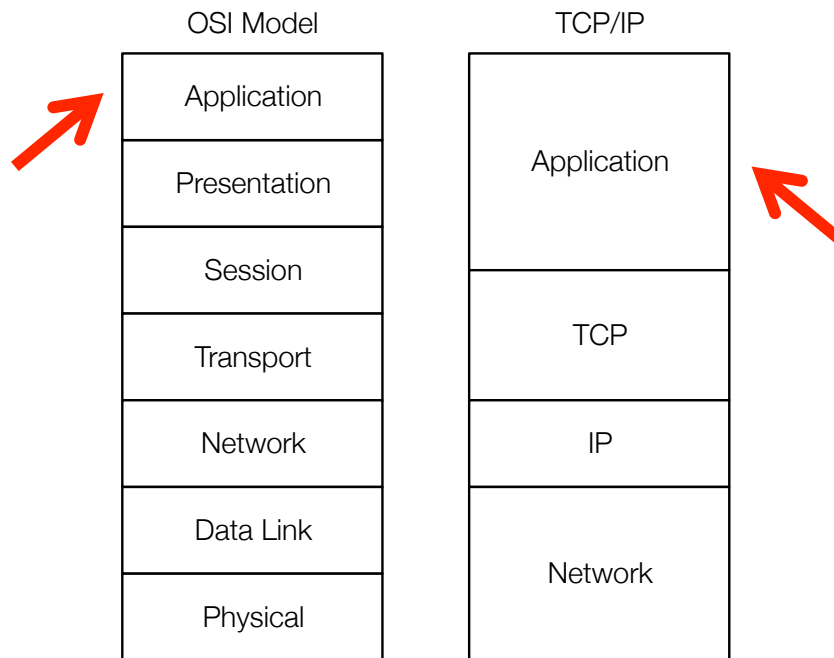 OSI Model
Application
Presentation
Session
Transport
Network
Data Link
Physical
TCP/IP
Application
TCP
IP
Network